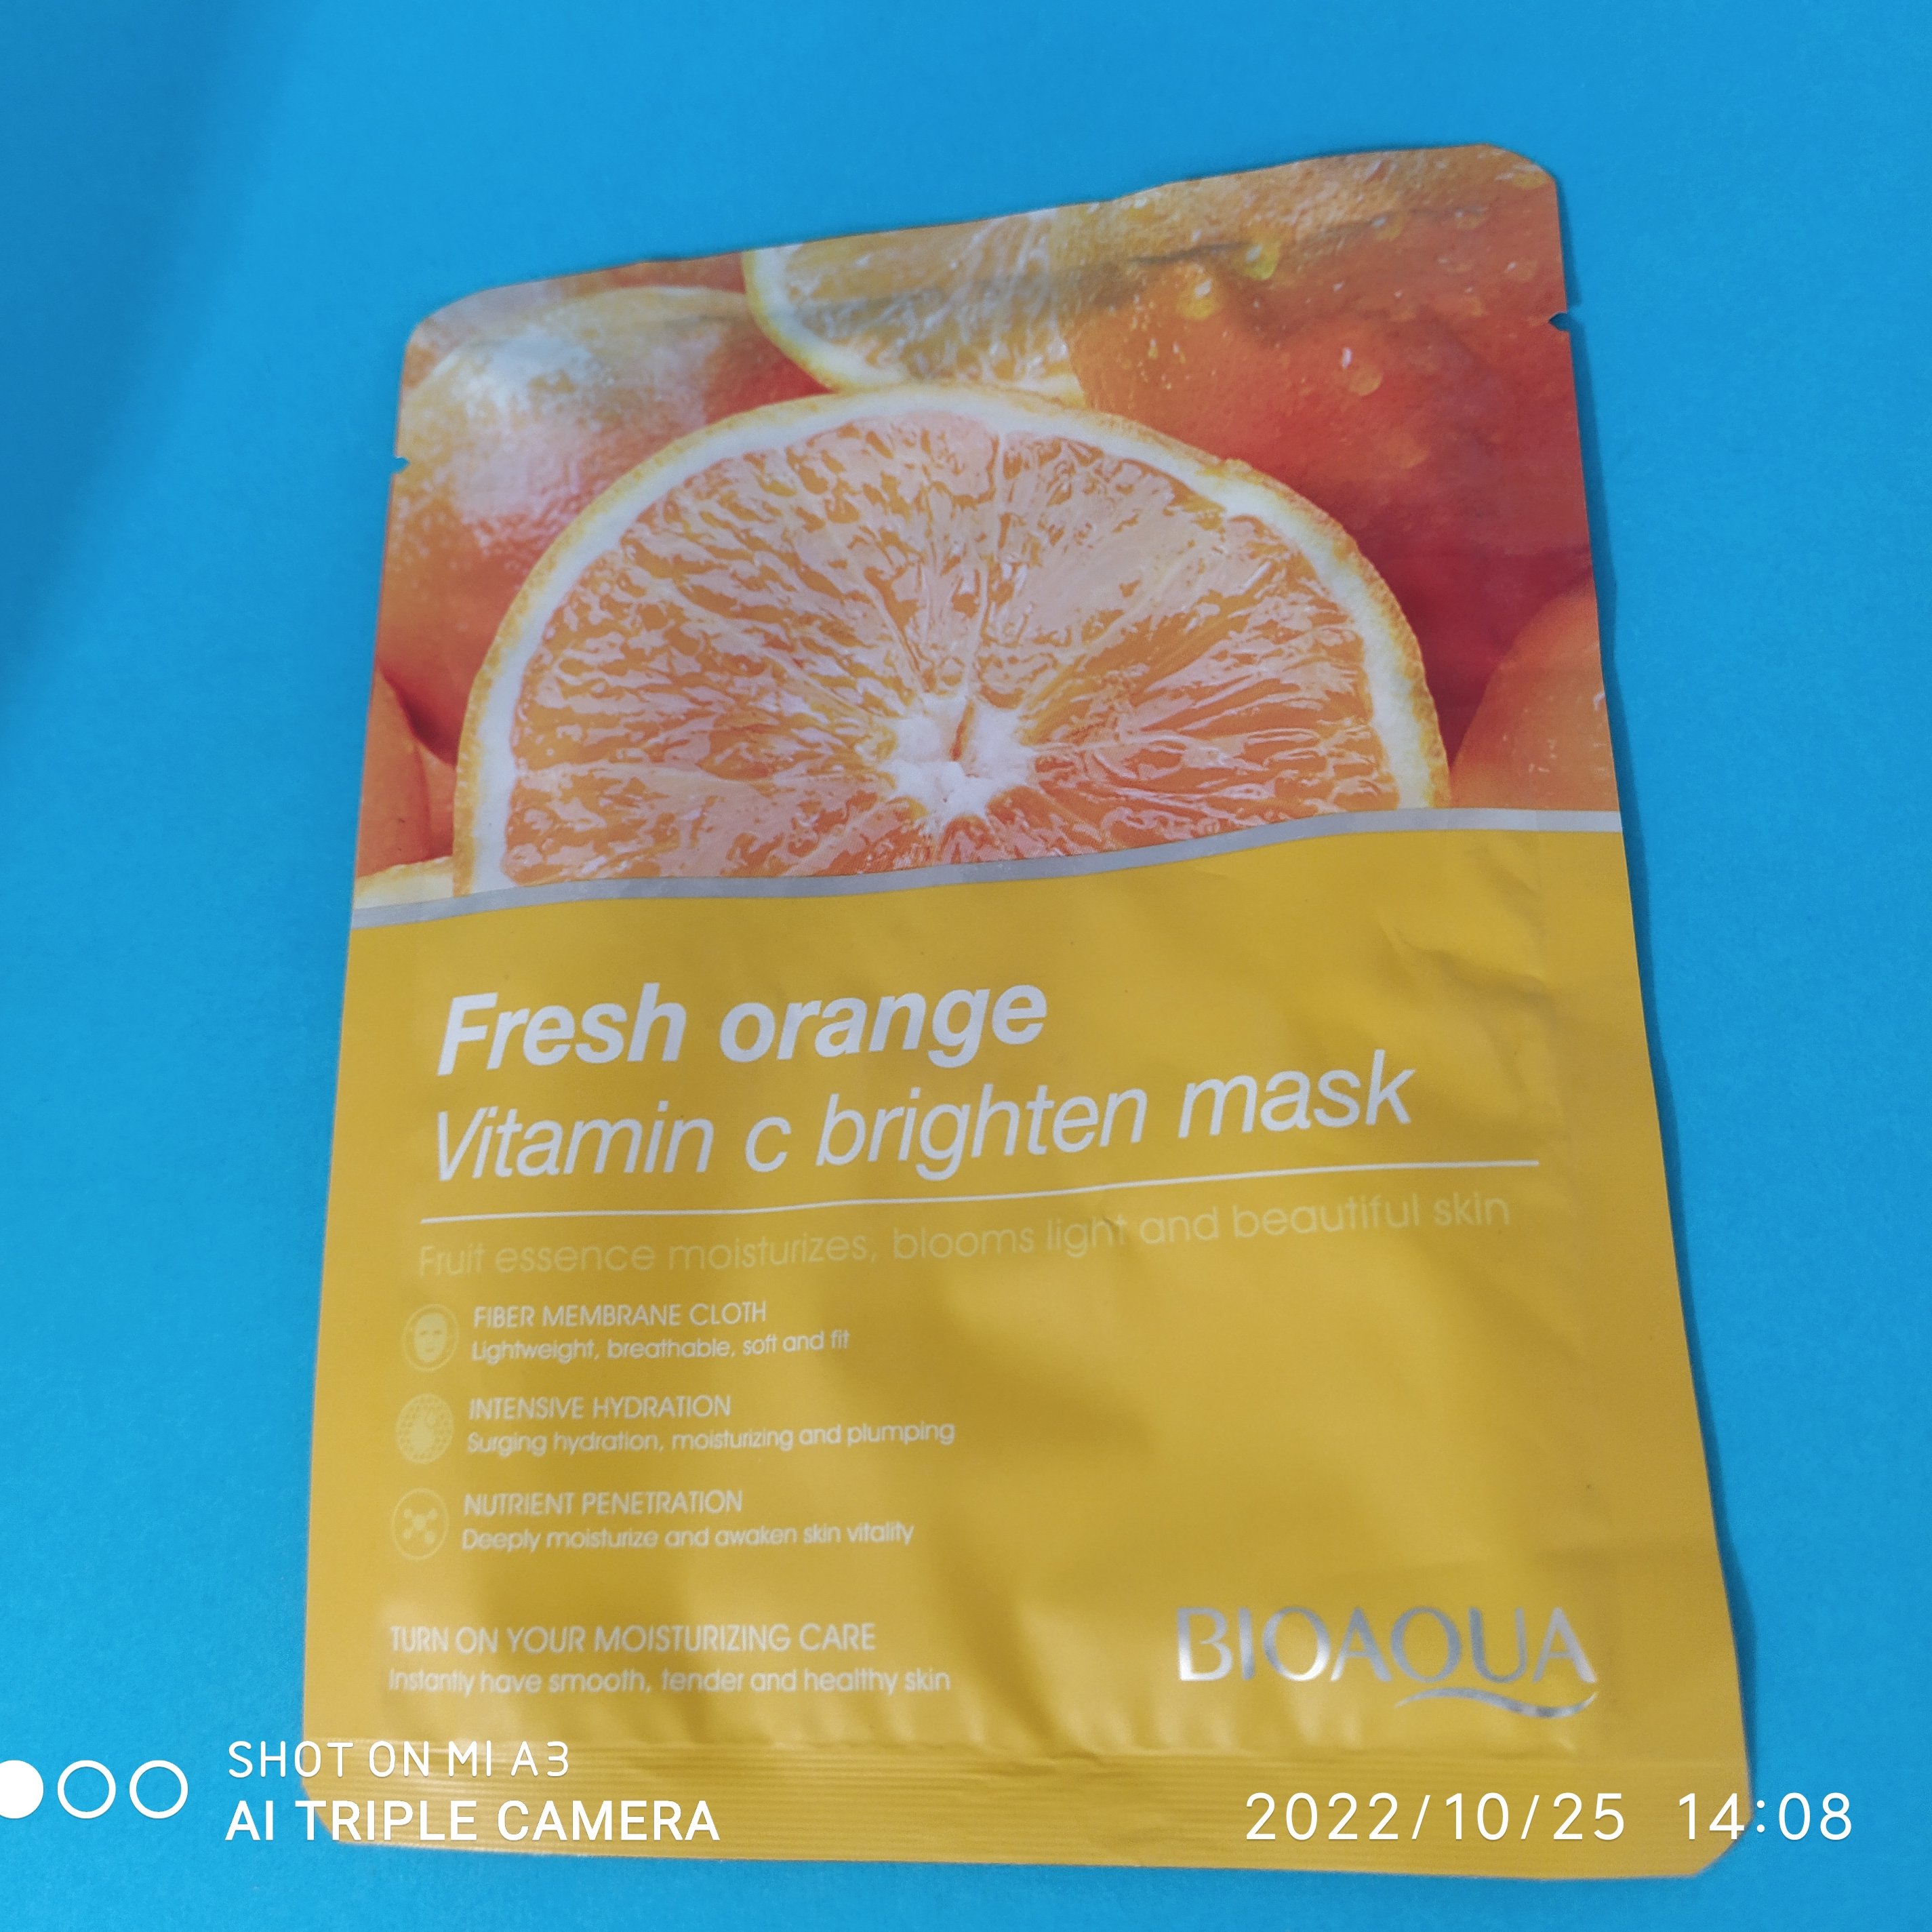 Fresh orange
Vitamin c brighten mask
Fruit essence moisturizes, blooms light and beautiful skin
FIBER MEMBRANE CLOTH
Lightweight, breathable, soft and fit
INTENSIVE HYDRATION
Surging hydration, moisturizing and plumping
NUTRIENT PENETRATION
Deeply moisturize and awaken skin vitality
TURN ON YOUR MOISTURIZING CARE
Instantly have smooth, tender and healthy skin
BIOAQUA
SHOT ON MI A3
AI TRIPLE CAMERA
2022/10/25 14:08